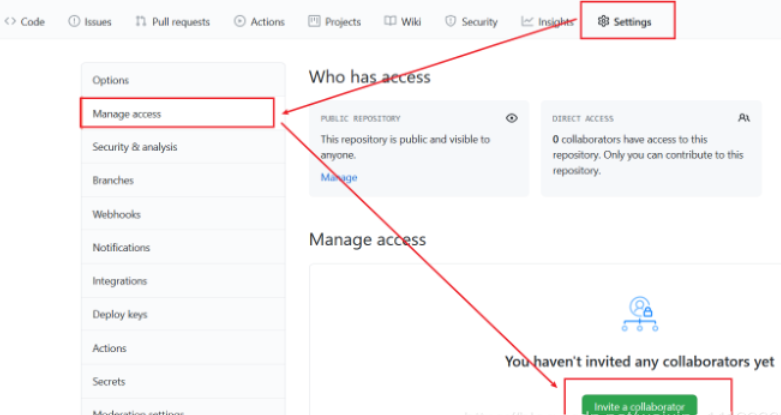 Code Issues Pull requests Actions Projects Wiki Security Insights Settings
Options
Manage access
Security & analysis
Branches
Webhooks
Notifications
Integrations
Deploy keys
Actions
Secrets
Moderation settings
Who has access
PUBLIC REPOSITORY
This repository is public and visible to
anyone.
Manage
DIRECT ACCESS
0 collaborators have access to this
repository. Only you can contribute to this
repository.
Manage access
You haven't invited any collaborators yet
Invite a collaborator